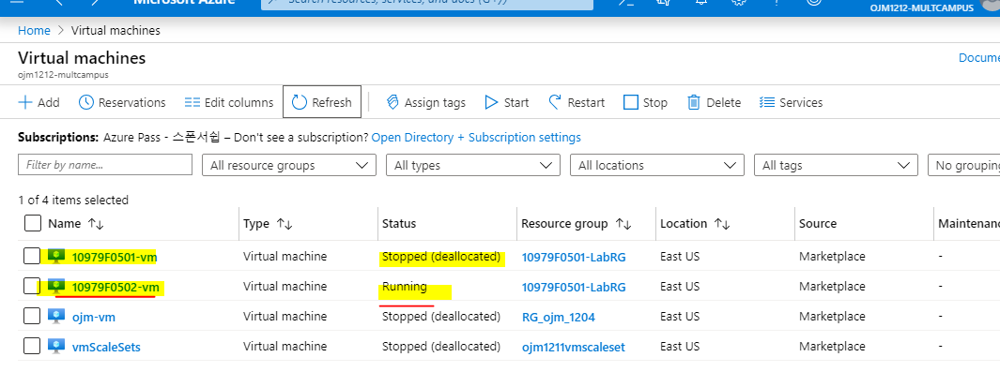 Microsoft Azure
Search resources, services, and docs (G+/)
OJM1212-MULTCAMPUS
Home > Virtual machines
Virtual machines
Docume
ojm1212-multcampus
Add Reservations Edit columns Refresh Assign tags Start Restart Stop Delete Services
Subscriptions: Azure Pass - 스폰서쉽 – Don't see a subscription? Open Directory + Subscription settings
Filter by name... All resource groups All types All locations All tags No grouping
1 of 4 items selected
Name ↑↓ Type ↑↓ Status Resource group ↑↓ Location ↑↓ Source Maintenanc
10979F0501-vm Virtual machine Stopped (deallocated) 10979F0501-LabRG East US Marketplace -
10979F0502-vm Virtual machine Running 10979F0501-LabRG East US Marketplace -
ojm-vm Virtual machine Stopped (deallocated) RG_ojm_1204 East US Marketplace -
vmScaleSets Virtual machine Stopped (deallocated) ojm1211vmscaleset East US Marketplace -